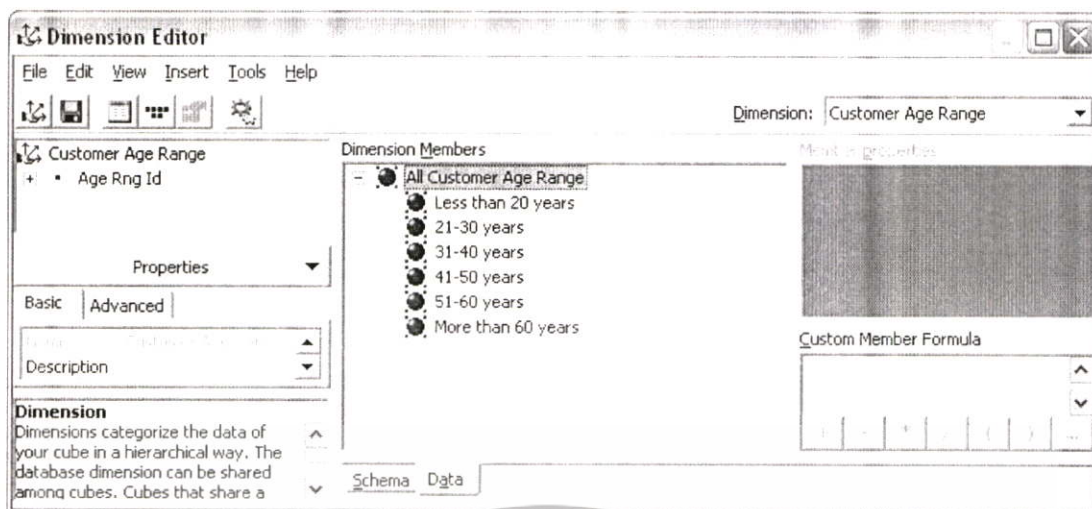 Dimension Editor
File Edit View Insert Tools Help
Dimension: Customer Age Range
Customer Age Range
Age Rng Id
Properties
Basic Advanced
Description
Dimension
Dimensions categorize the data of
your cube in a hierarchical way. The
database dimension can be shared
among cubes. Cubes that share a
Dimension Members
All Customer Age Range
Less than 20 years
21-30 years
31-40 years
41-50 years
51-60 years
More than 60 years
Schema Data
properties
Custom Member Formula